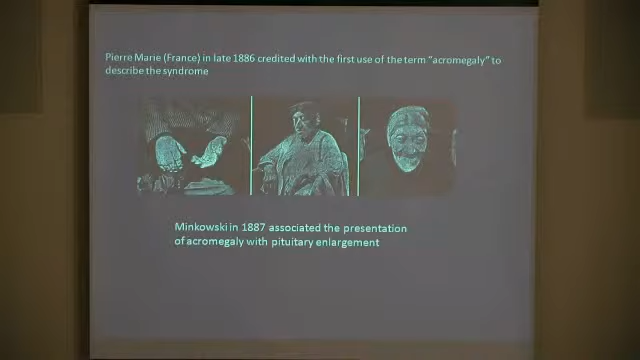 Pierre Marie (France) in late 1886 credited with the first use of the term "acromegaly" to
describe the syndrome
Minkowski in 1887 associated the presentation
of acromegaly with pituitary enlargement